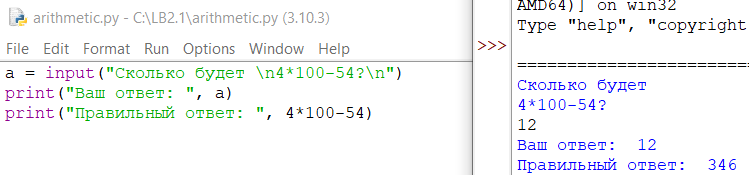 arithmetic.py - C:\LB2.1\arithmetic.py (3.10.3)
File Edit Format Run Options Window Help
a = input("Сколько будет \n4*100-54?\n")
print("Ваш ответ: ", a)
print("Правильный ответ: ", 4*100-54)
AMD64)] on win32
Type "help", "copyright
>>>
=========================
Сколько будет
4*100-54?
12
Ваш ответ:  12
Правильный ответ:  346